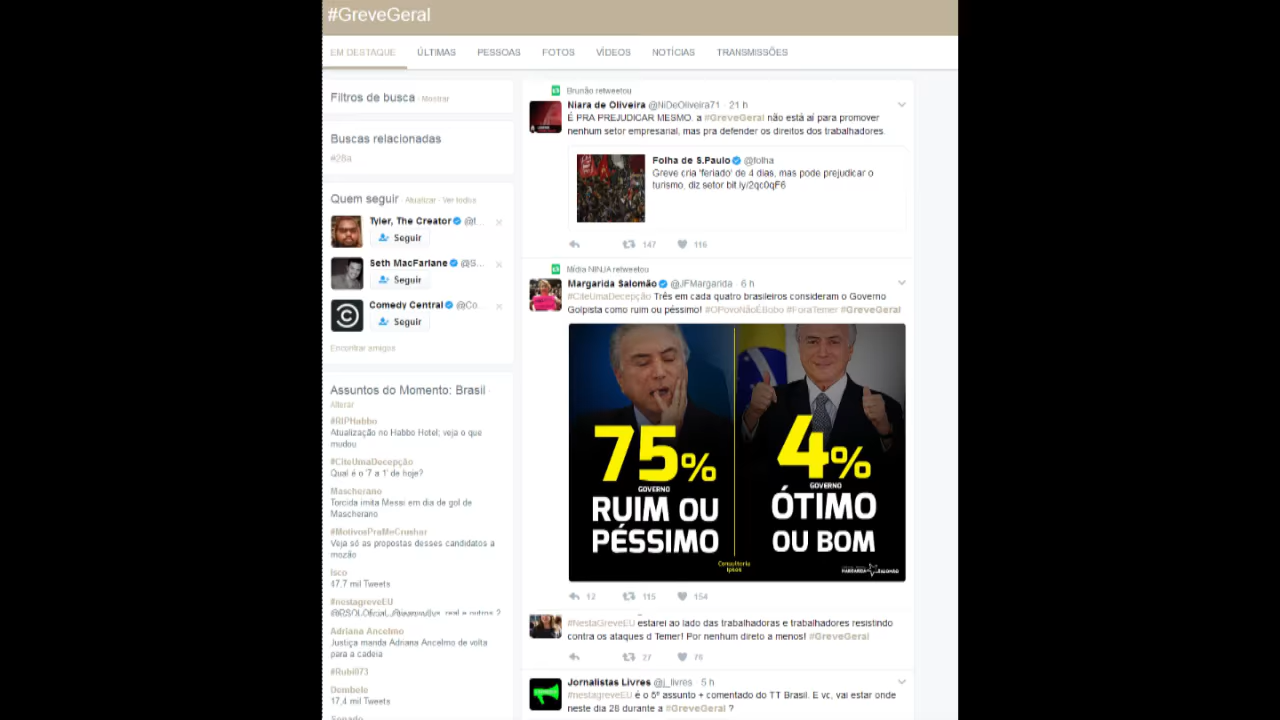 #GreveGeral
EM DESTAQUE ÚLTIMAS PESSOAS FOTOS VÍDEOS NOTÍCIAS TRANSMISSÕES
Filtros de busca · Mostrar
Buscas relacionadas
#28a
Quem seguir · Atualizar · Ver todos
Tyler, The Creator @t...
Seguir
Seth MacFarlane @S...
Seguir
Comedy Central @Co...
Seguir
Encontrar amigos
Assuntos do Momento: Brasil ·
Alterar
#RIPHabbo
Atualização no Habbo Hotel; veja o que
mudou
#CiteUmaDecepção
Qual é o '7 a 1' de hoje?
Mascherano
Torcida imita Messi em dia de gol de
Mascherano
#MotivosPraMeCrushar
Veja só as propostas desses candidatos a
mozão
Isco
47,7 mil Tweets
#nestagreveEU
Adriana Ancelmo
Justiça manda Adriana Ancelmo de volta
para a cadeia
#Rubi073
Dembele
17,4 mil Tweets
Senado
Brunão retweetou
Niara de Oliveira @NiDeOliveira71 · 21 h
É PRA PREJUDICAR MESMO. a #GreveGeral não está aí para promover
nenhum setor empresarial, mas pra defender os direitos dos trabalhadores.
Folha de S.Paulo @folha
Greve cria 'feriado' de 4 dias, mas pode prejudicar o
turismo, diz setor bit.ly/2qc0qF6
147 116
Mídia NINJA retweetou
Margarida Salomão @JFMargarida · 6 h
#CiteUmaDecepção Três em cada quatro brasileiros consideram o Governo
Golpista como ruim ou péssimo! #OPovoNãoÉBobo #ForaTemer #GreveGeral
75%
GOVERNO
RUIM OU
PÉSSIMO
4%
GOVERNO
ÓTIMO
OU BOM
Consultoria
Ipsos
MARGARIDA SALOMÃO
12 115 154
#NestaGreveEU estarei ao lado das trabalhadoras e trabalhadores resistindo
contra os ataques d Temer! Por nenhum direto a menos! #GreveGeral
27 70
Jornalistas Livres @j_livres · 5 h
#nestagreveEU é o 5º assunto + comentado do TT Brasil. E vc, vai estar onde
neste dia 28 durante a #GreveGeral ?